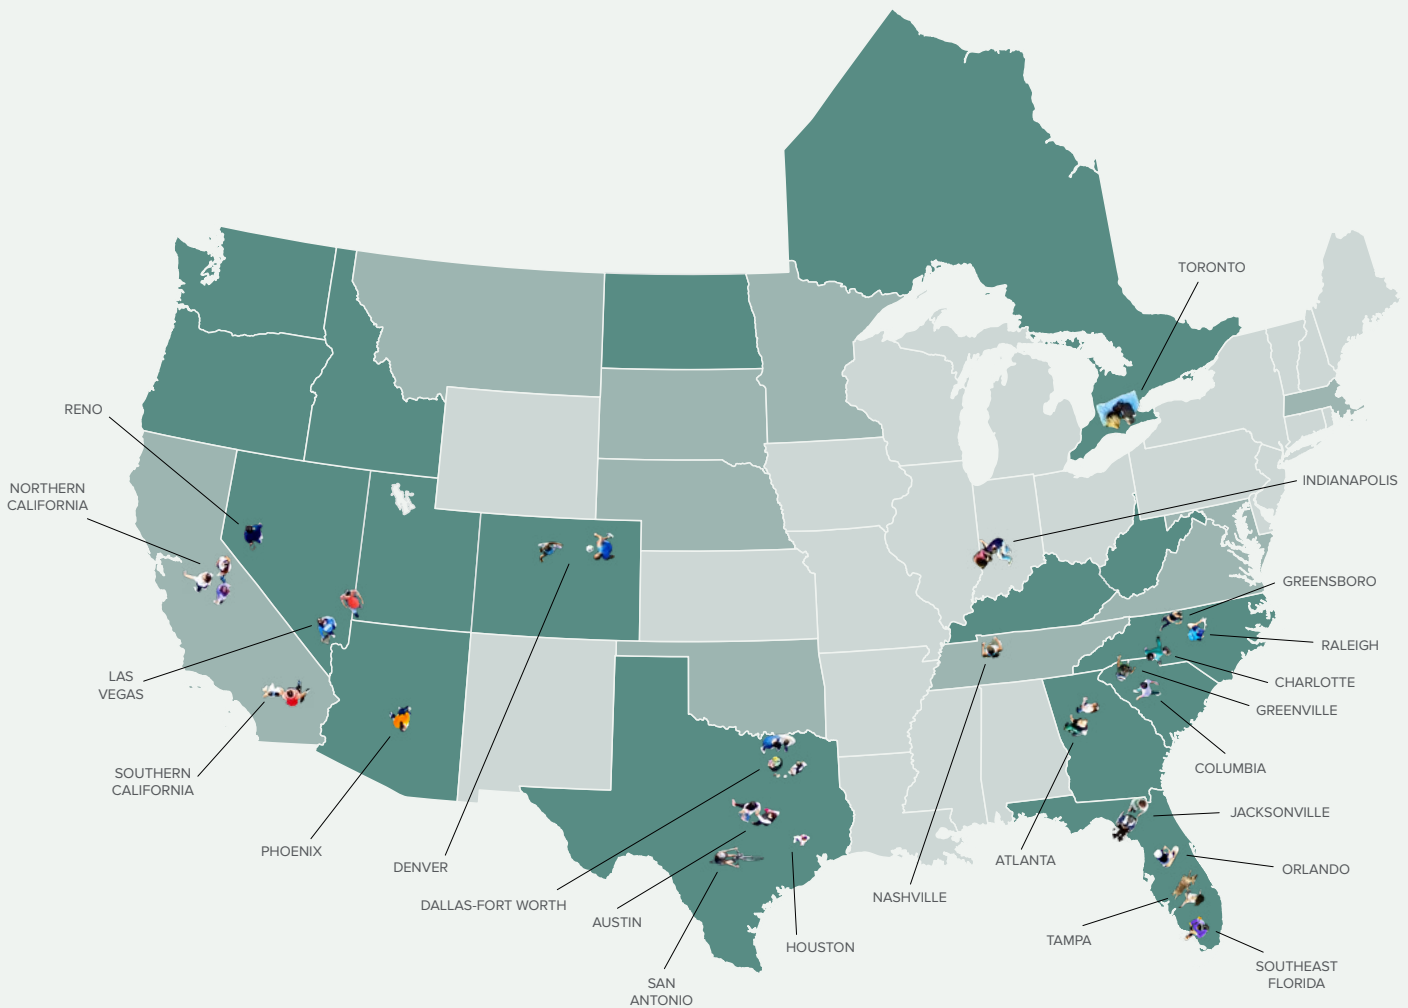 TORONTO
RENO
INDIANAPOLIS
NORTHERN
CALIFORNIA
GREENSBORO
RALEIGH
LAS
VEGAS
CHARLOTTE
GREENVILLE
COLUMBIA
SOUTHERN
CALIFORNIA
JACKSONVILLE
PHOENIX
ATLANTA
DENVER
ORLANDO
NASHVILLE
DALLAS-FORT WORTH
AUSTIN
TAMPA
HOUSTON
SOUTHEAST
FLORIDA
SAN
ANTONIO